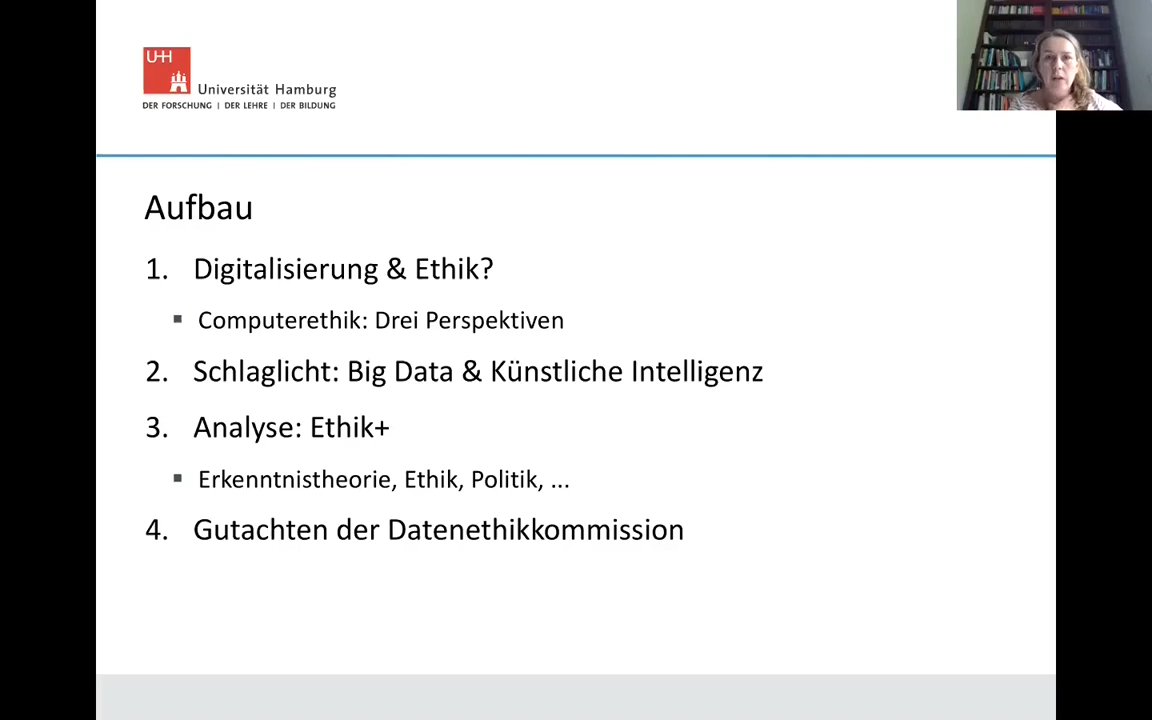 UH
Universität Hamburg
DER FORSCHUNG | DER LEHRE | DER BILDUNG
Aufbau
1. Digitalisierung & Ethik?
▪ Computerethik: Drei Perspektiven
2. Schlaglicht: Big Data & Künstliche Intelligenz
3. Analyse: Ethik+
▪ Erkenntnistheorie, Ethik, Politik, ...
4. Gutachten der Datenethikkommission